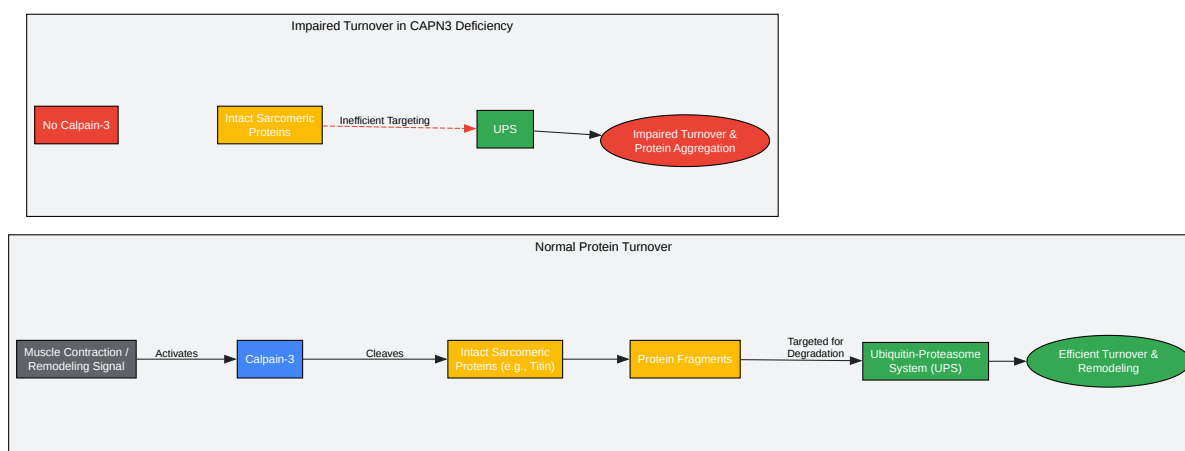 Impaired Turnover in CAPN3 Deficiency
No Calpain-3
Intact Sarcomeric
Proteins
Inefficient Targeting
UPS
Impaired Turnover &
Protein Aggregation
Normal Protein Turnover
Muscle Contraction /
Remodeling Signal
Activates
Calpain-3
Cleaves
Intact Sarcomeric
Proteins (e.g., Titin)
Protein Fragments
Targeted for
Degradation
Ubiquitin-Proteasome
System (UPS)
Efficient Turnover &
Remodeling